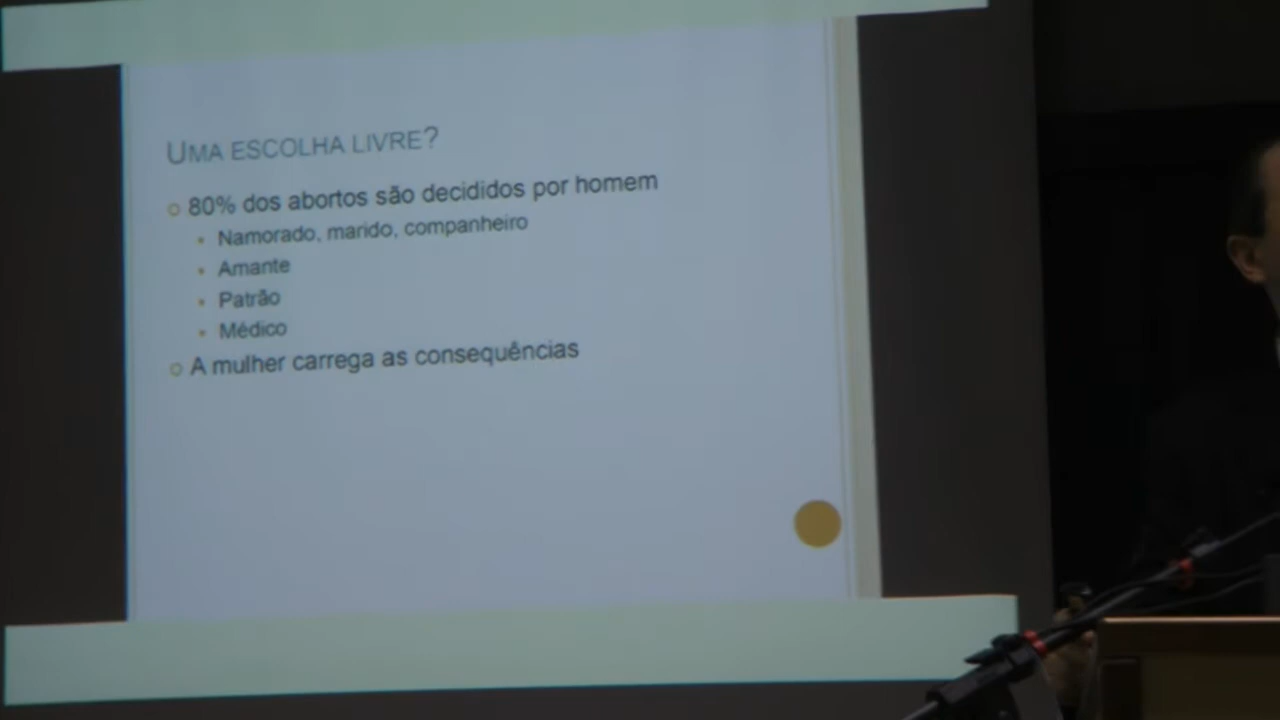 UMA ESCOLHA LIVRE?
80% dos abortos são decididos por homem
Namorado, marido, companheiro
Amante
Patrão
Médico
A mulher carrega as consequências